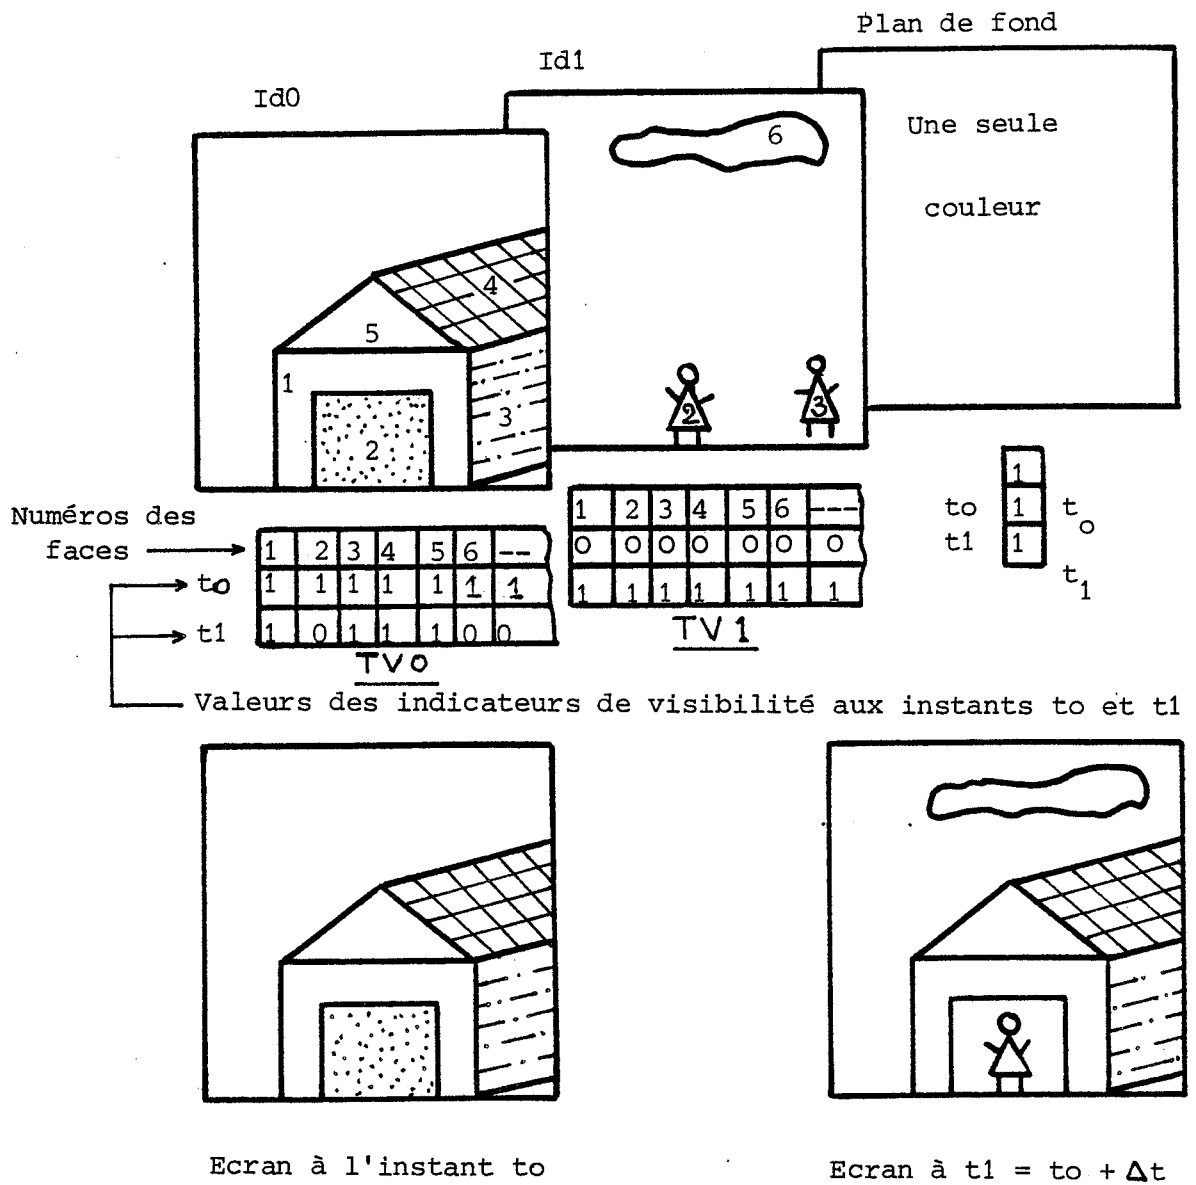 Plan de fond
Id1
Id0
Une seule
6
couleur
4
5
1
3
2
2
3
1
to 1 t o
t1 1
t 1
Numéros des
faces
1 2 3 4 5 6 ---
0 0 0 0 0 0 0
1 1 1 1 1 1 1
TV1
1 2 3 4 5 6 --
to 1 1 1 1 1 1 1
t1 1 0 1 1 1 0 0
TV0
Valeurs des indicateurs de visibilité aux instants to et t1
Ecran à l'instant to
Ecran à t1 = to + Δt